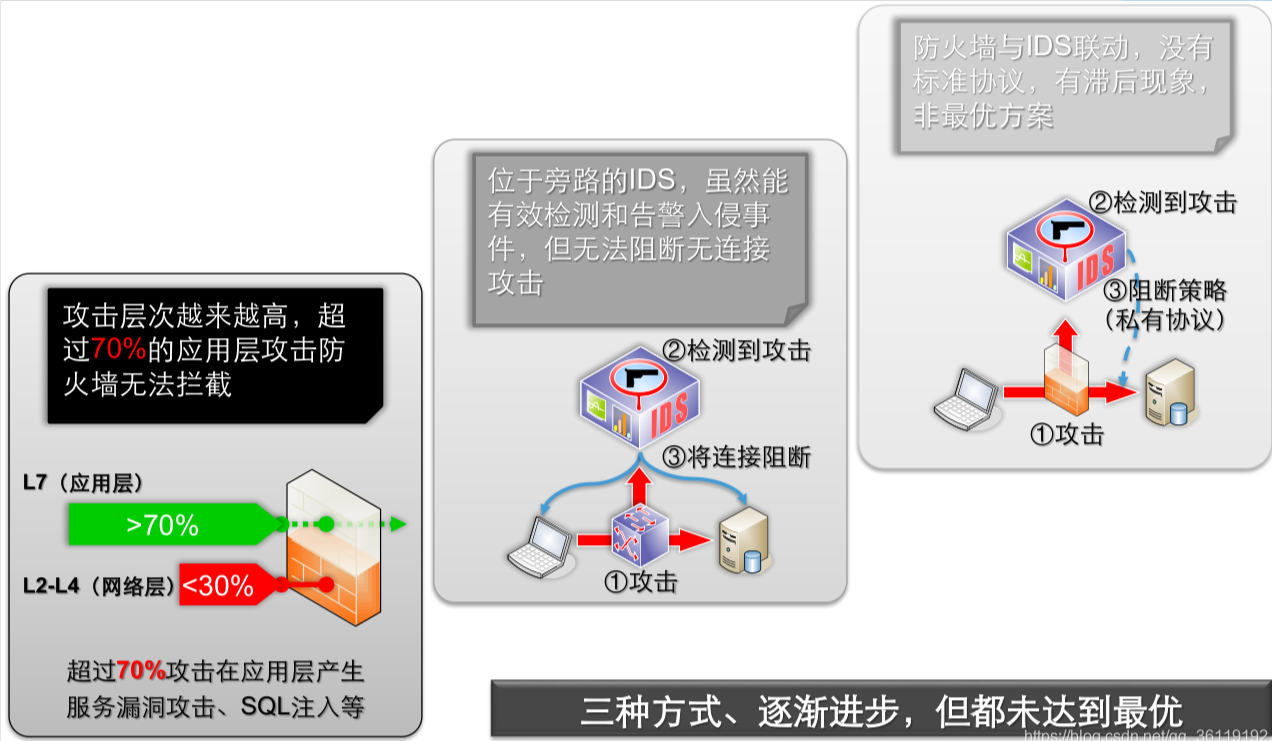 攻击层次越来越高，超
过70%的应用层攻击防
火墙无法拦截
L7（应用层）
>70%
L2-L4（网络层）
<30%
超过70%攻击在应用层产生
服务漏洞攻击、SQL注入等
位于旁路的IDS，虽然能
有效检测和告警入侵事
件，但无法阻断无连接
攻击
②检测到攻击
IDS
③将连接阻断
①攻击
防火墙与IDS联动，没有
标准协议，有滞后现象，
非最优方案
②检测到攻击
IDS
③阻断策略
（私有协议）
①攻击
三种方式、逐渐进步，但都未达到最优
https://blog.csdn.net/qq_36119192